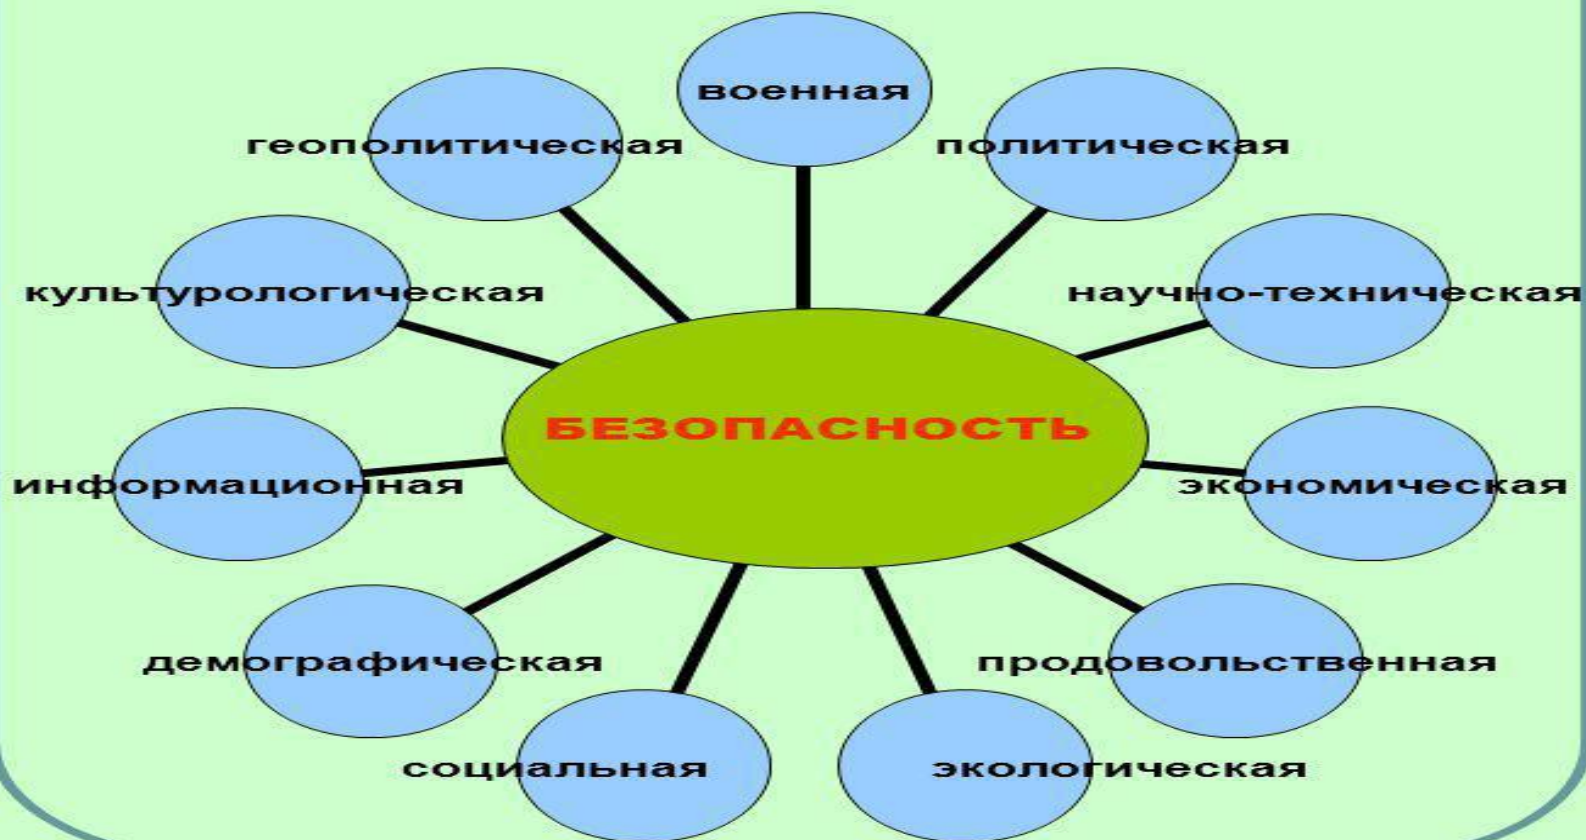 военная
геополитическая
политическая
культурологическая
научно-техническая
БЕЗОПАСНОСТЬ
информационная
экономическая
демографическая
продовольственная
социальная
экологическая